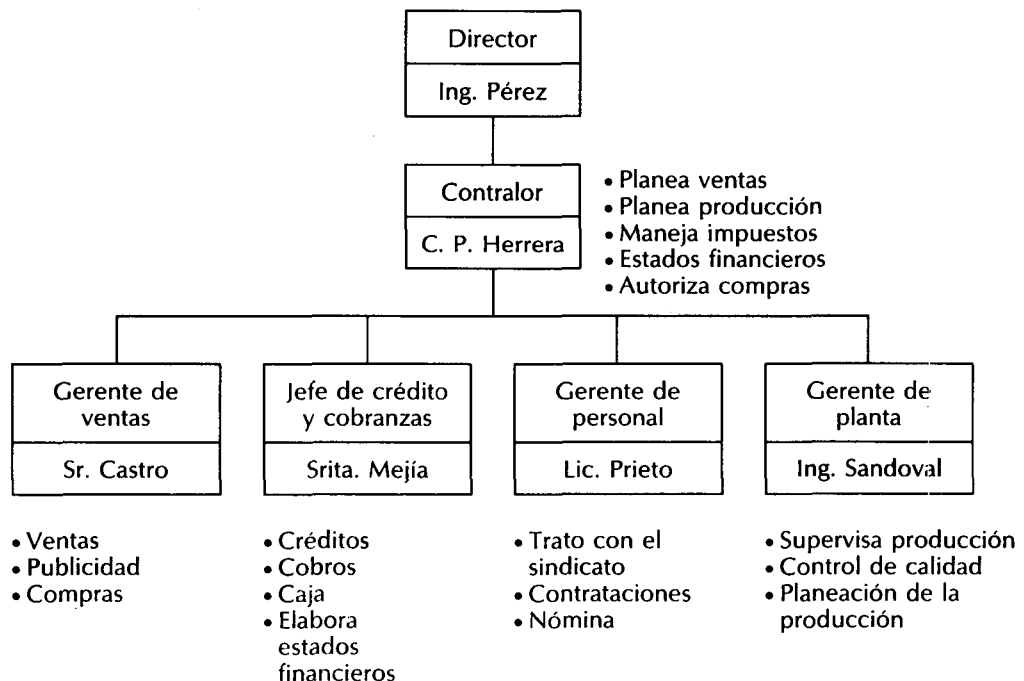 Director
Ing. Pérez
Contralor
C. P. Herrera
• Planea ventas
• Planea producción
• Maneja impuestos
• Estados financieros
• Autoriza compras
Gerente de
ventas
Sr. Castro
Jefe de crédito
y cobranzas
Srita. Mejía
Gerente de
personal
Lic. Prieto
Gerente de
planta
Ing. Sandoval
• Ventas
• Publicidad
• Compras
• Créditos
• Cobros
• Caja
• Elabora
estados
financieros
• Trato con el
sindicato
• Contrataciones
• Nómina
• Supervisa producción
• Control de calidad
• Planeación de la
producción